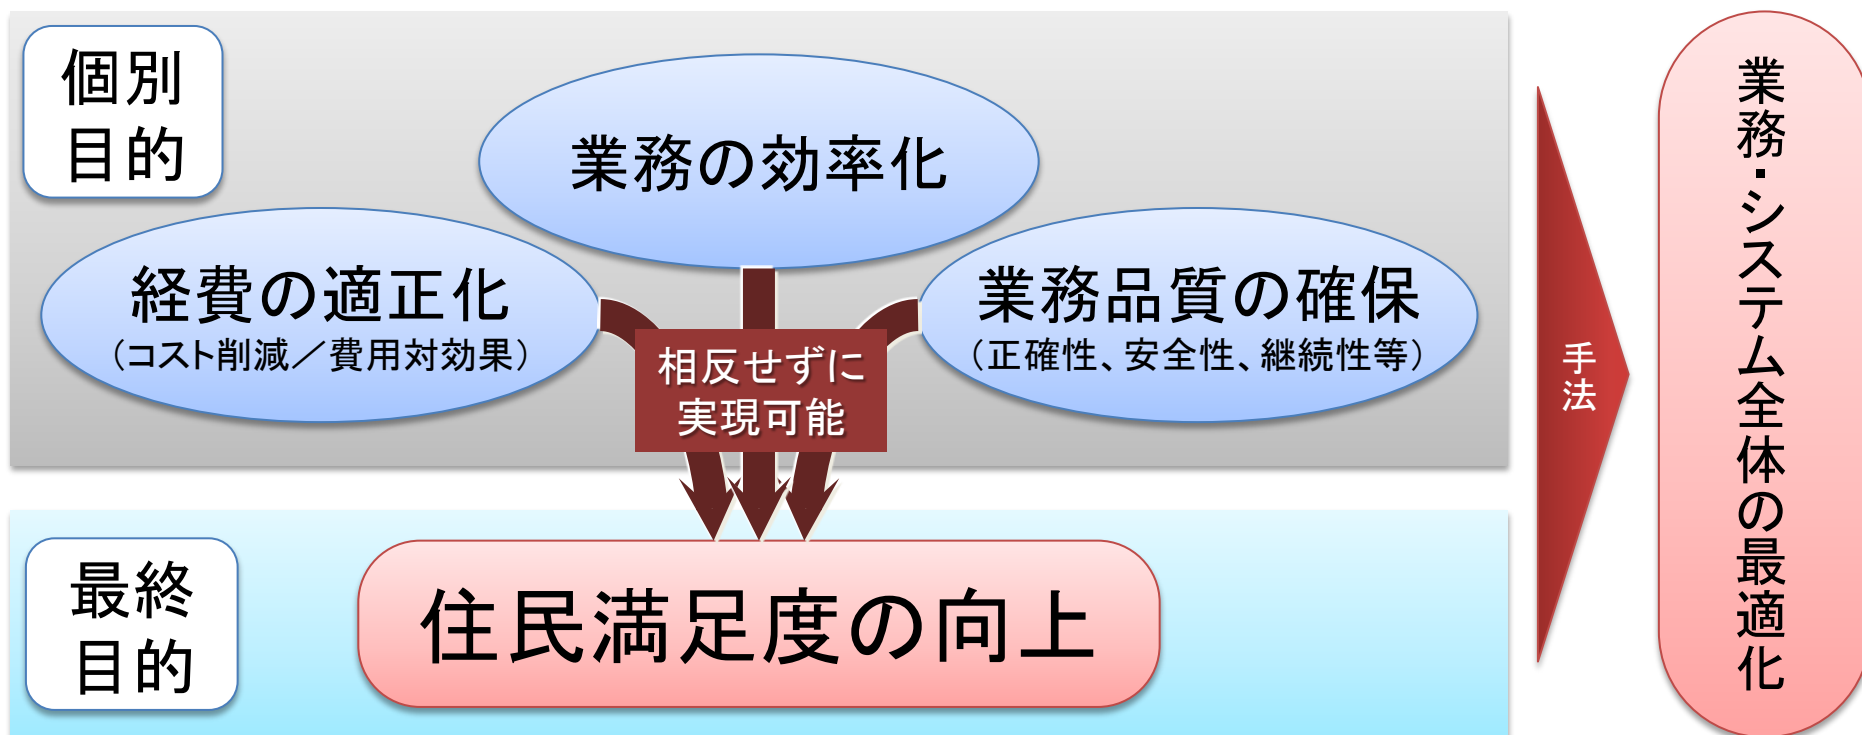 個別
目的
業務の効率化
経費の適正化
（コスト削減／費用対効果）
業務品質の確保
（正確性、安全性、継続性等）
相反せずに
実現可能
最終
目的
住民満足度の向上
手法
業務・システム全体の最適化